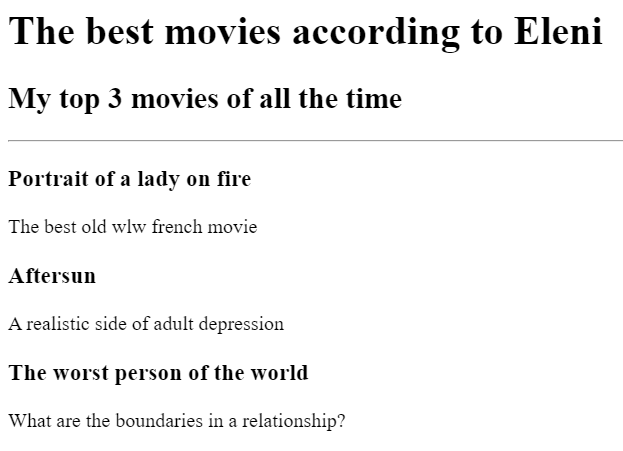 The best movies according to Eleni
My top 3 movies of all the time
Portrait of a lady on fire
The best old wlw french movie
Aftersun
A realistic side of adult depression
The worst person of the world
What are the boundaries in a relationship?